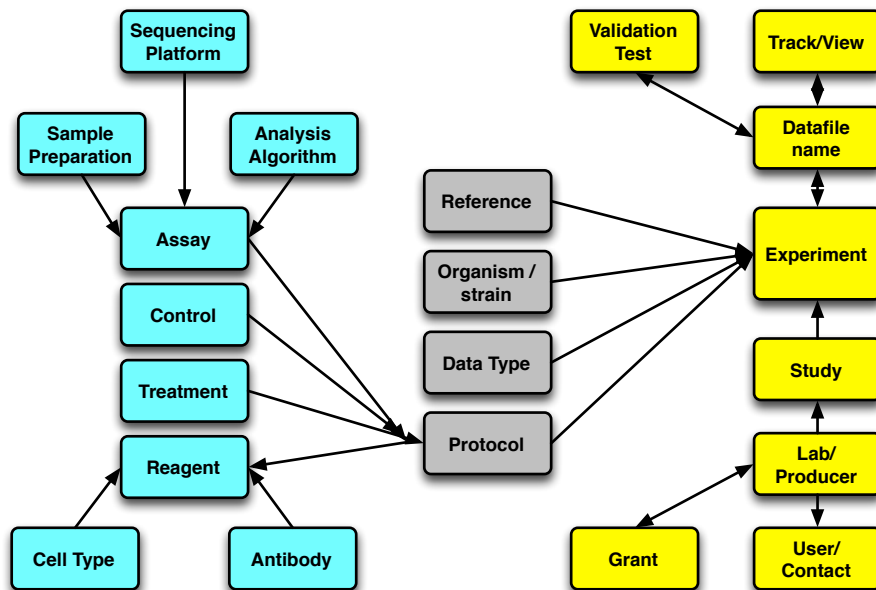 Sequencing
Platform
Validation
Test
Track/View
Sample
Preparation
Analysis
Algorithm
Datafile
name
Reference
Assay
Organism /
strain
Experiment
Control
Data Type
Study
Treatment
Protocol
Reagent
Lab/
Producer
Cell Type
Antibody
Grant
User/
Contact